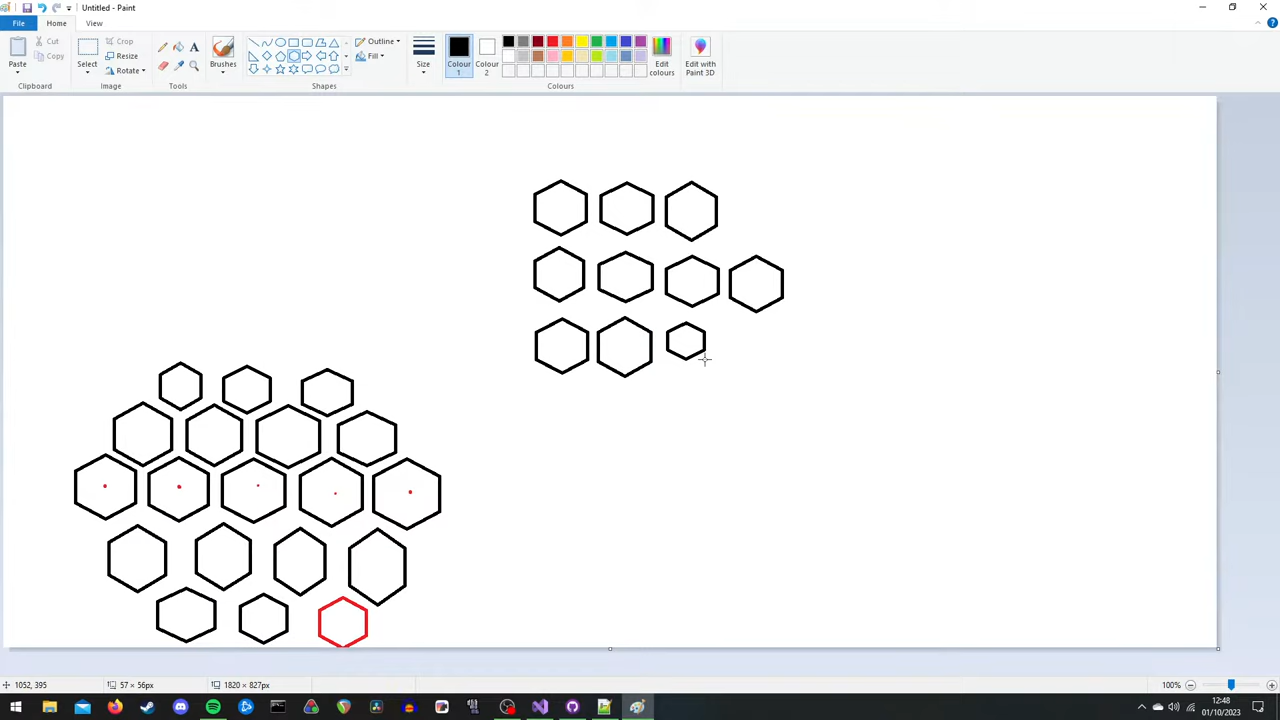 Untitled - Paint
File Home View
Cut
Copy
Paste
Clipboard
Crop
Resize
Rotate
Select
Image
Tools
Brushes
Outline
Fill
Shapes
Size
Colour
1
Colour
2
Edit
colours
Colours
Edit with
Paint 3D
1052, 395
57 × 56px
1820 × 827px
100%
12:48
01/10/2023